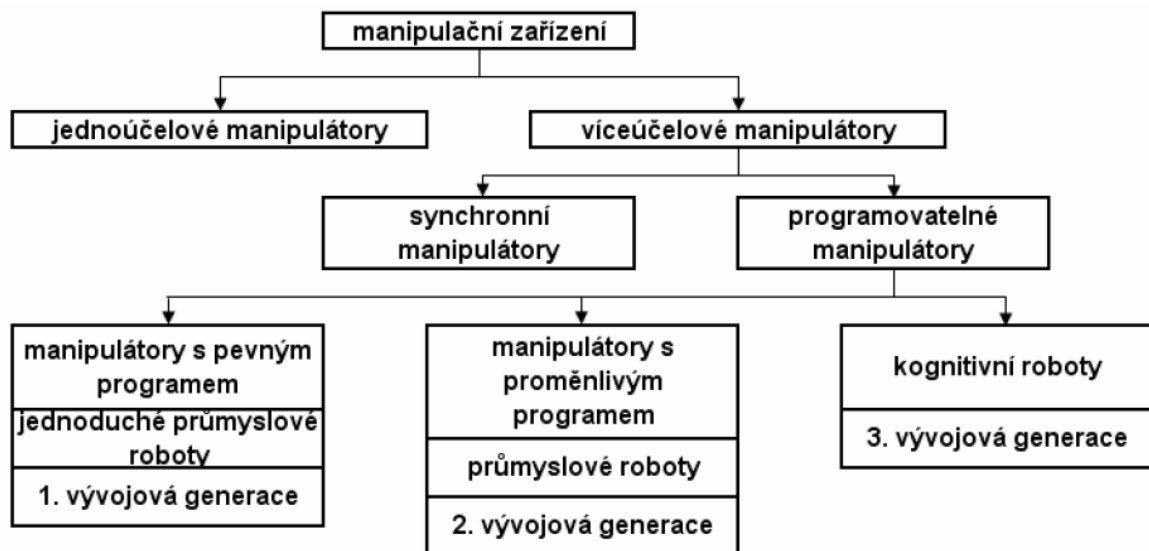 manipulační zařízení
jednoúčelové manipulátory
víceúčelové manipulátory
synchronní
manipulátory
programovatelné
manipulátory
manipulátory s pevným
programem
jednoduché průmyslové
roboty
1. vývojová generace
manipulátory s
proměnlivým
programem
průmyslové roboty
2. vývojová generace
kognitivní roboty
3. vývojová generace